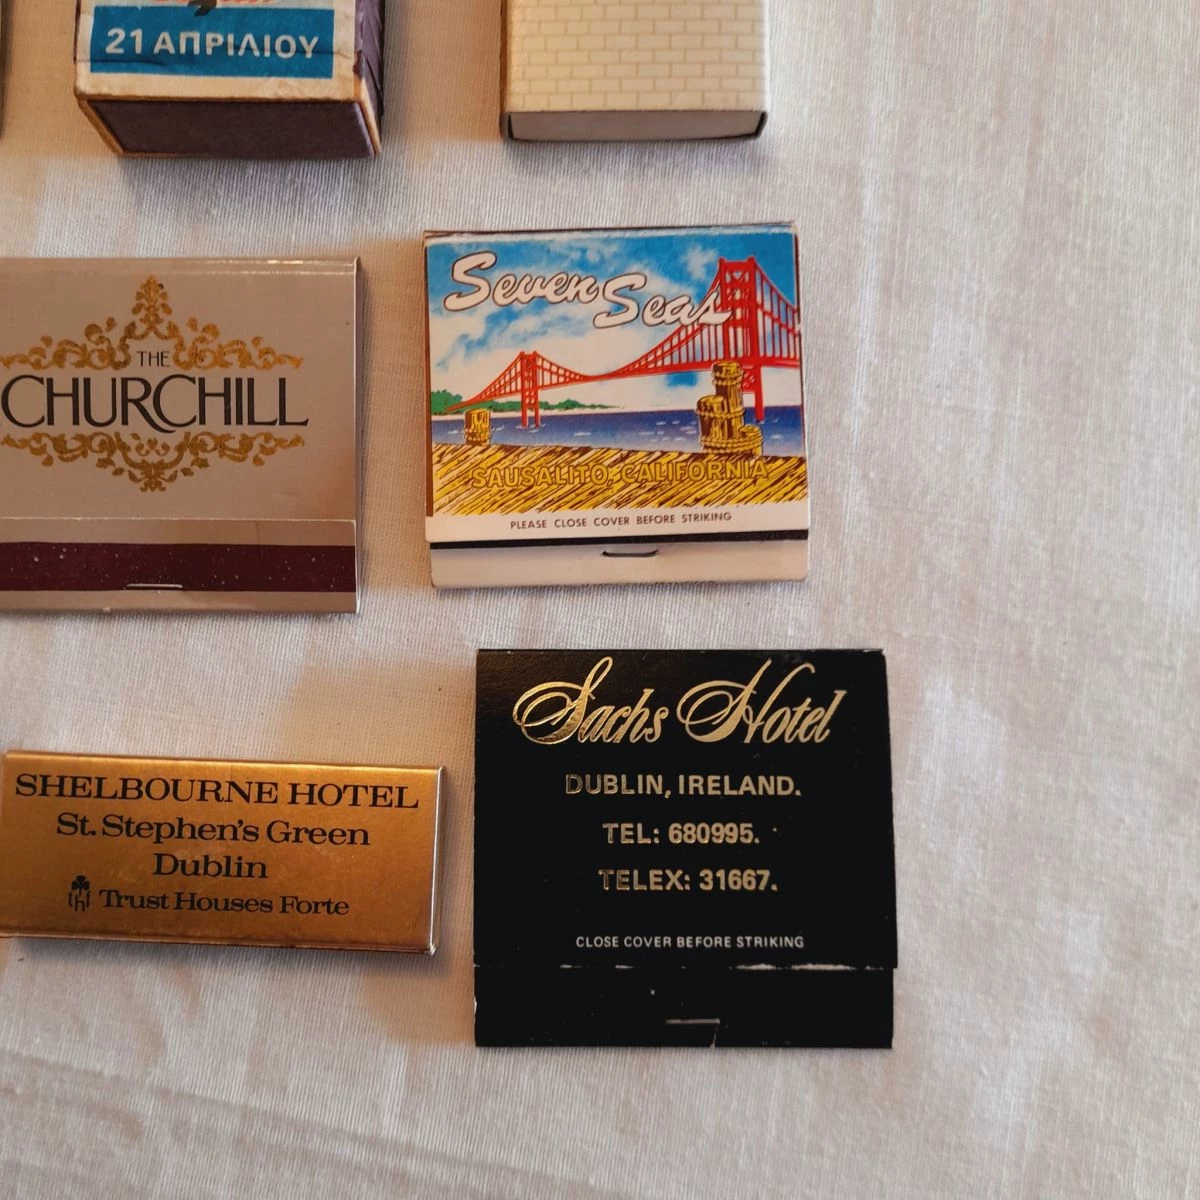 21 ΑΠΡΙΛΙΟΥ
THE
CHURCHILL
Seven Seas
SAUSALITO, CALIFORNIA
PLEASE CLOSE COVER BEFORE STRIKING
SHELBOURNE HOTEL
St. Stephen's Green
Dublin
thf Trust Houses Forte
Sachs Hotel
DUBLIN, IRELAND.
TEL: 680995.
TELEX: 31667.
CLOSE COVER BEFORE STRIKING